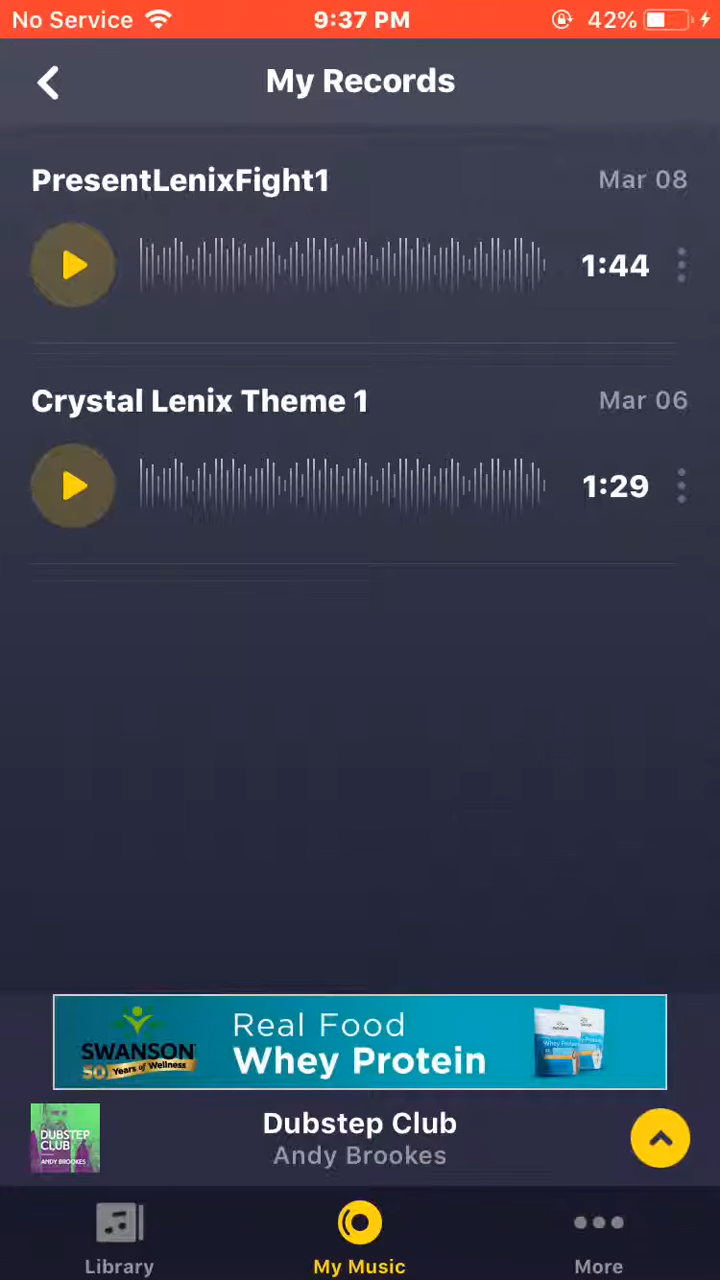 No Service 9:37 PM 42%
My Records
PresentLenixFight1 Mar 08
1:44
Crystal Lenix Theme 1 Mar 06
1:29
SWANSON
50 Years of Wellness
Real Food
Whey Protein
DUBSTEP
CLUB
ANDY BROOKES
Dubstep Club
Andy Brookes
Library My Music More